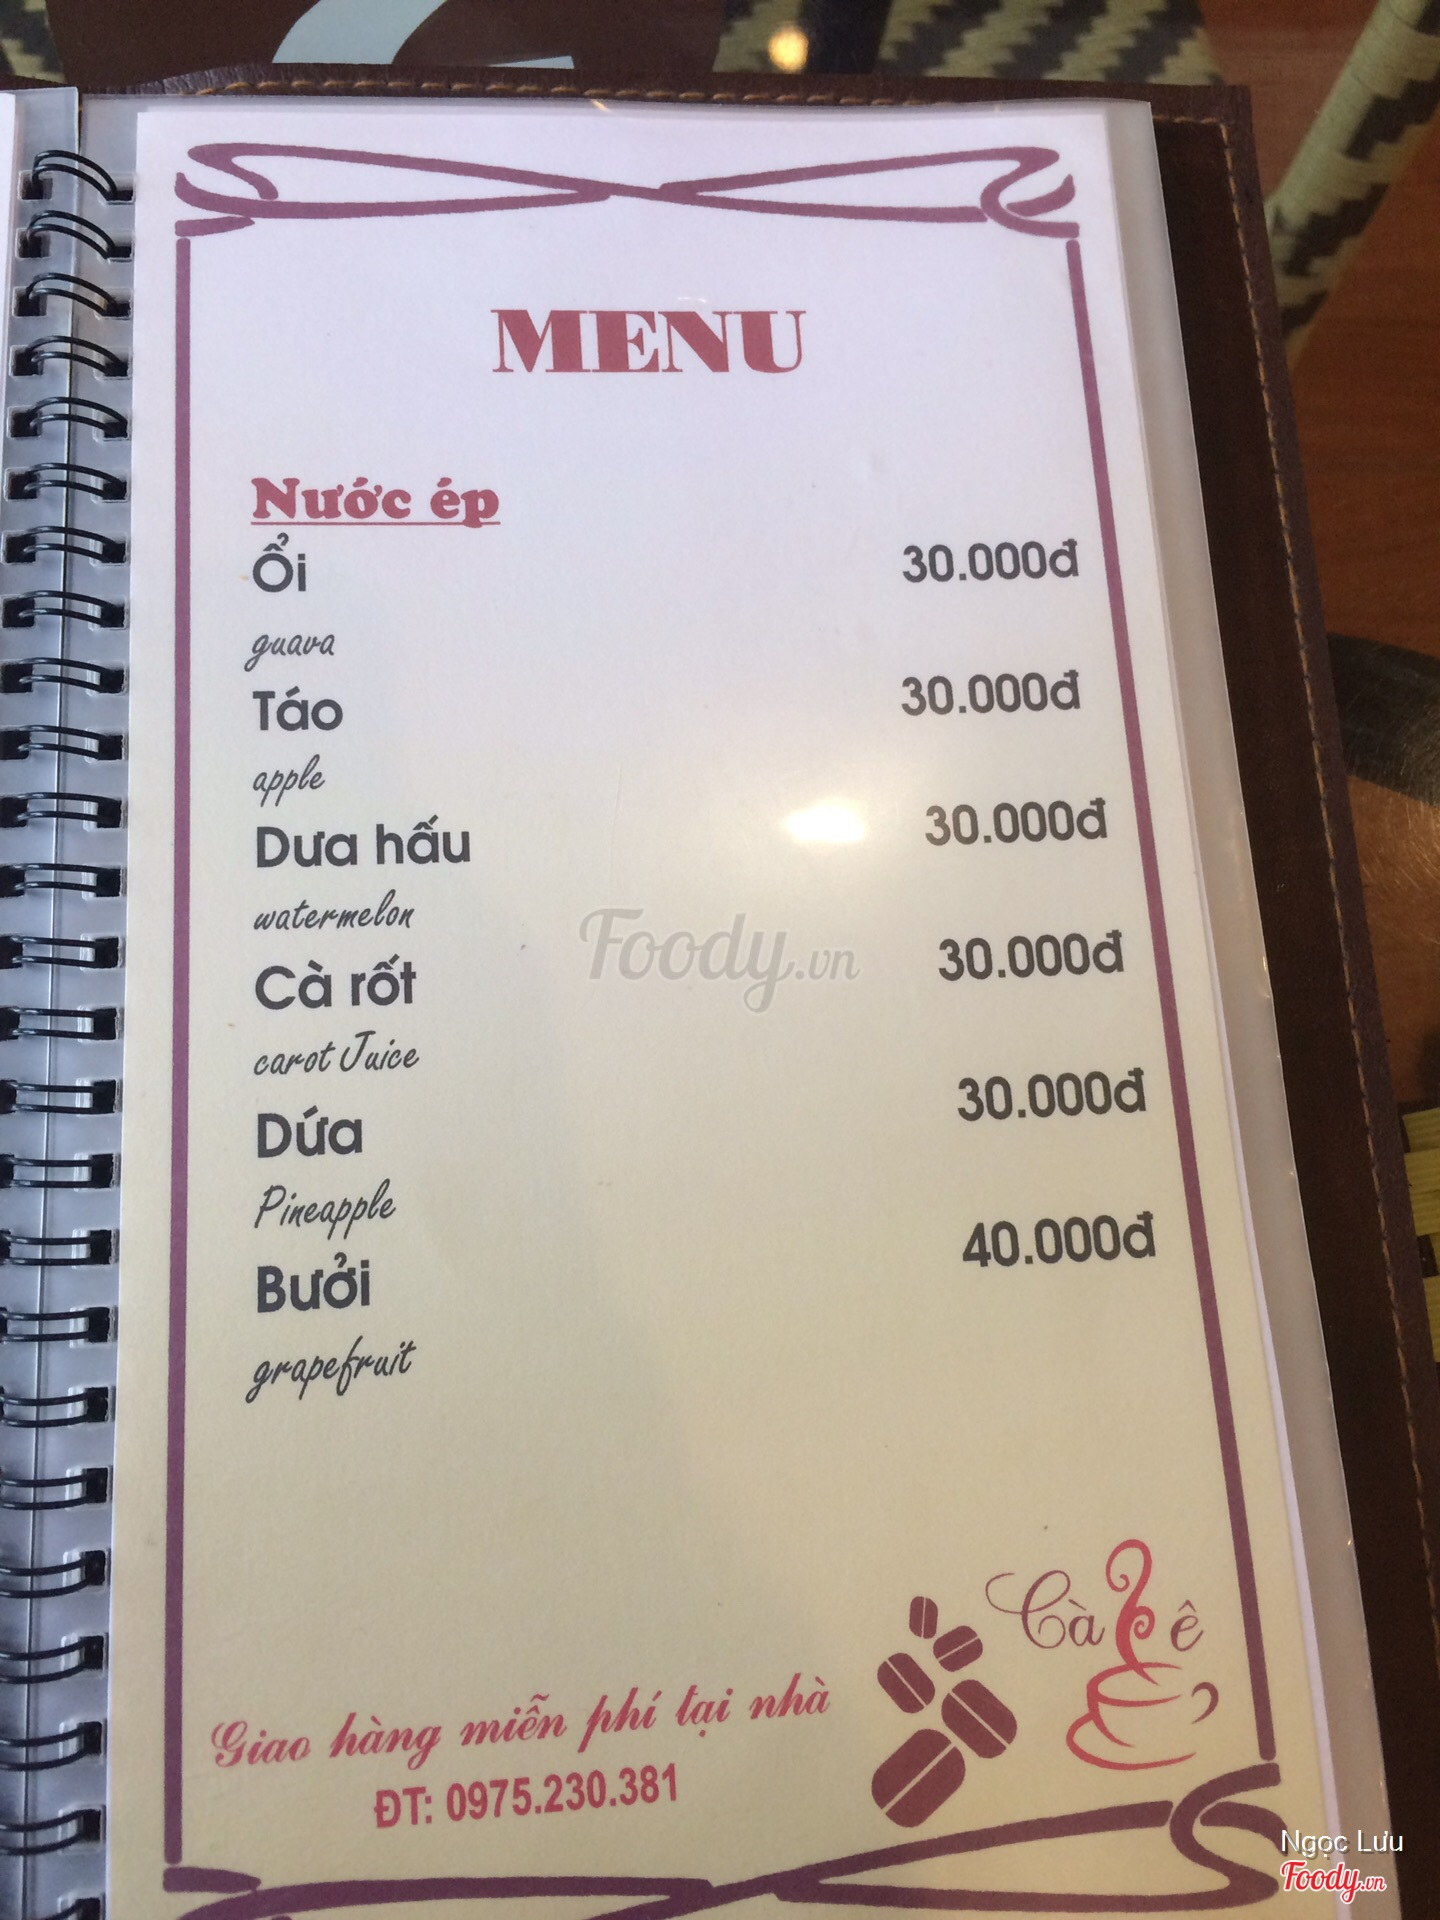 MENU
Nước ép
Ổi 30.000đ
guava
Táo 30.000đ
apple
Dưa hấu 30.000đ
watermelon
Cà rốt 30.000đ
carot Juice
Dứa 30.000đ
Pineapple
Bưởi 40.000đ
grapefruit
Foody.vn
Cà fê
Giao hàng miễn phí tại nhà
ĐT: 0975.230.381
Ngọc Lưu
Foody.vn